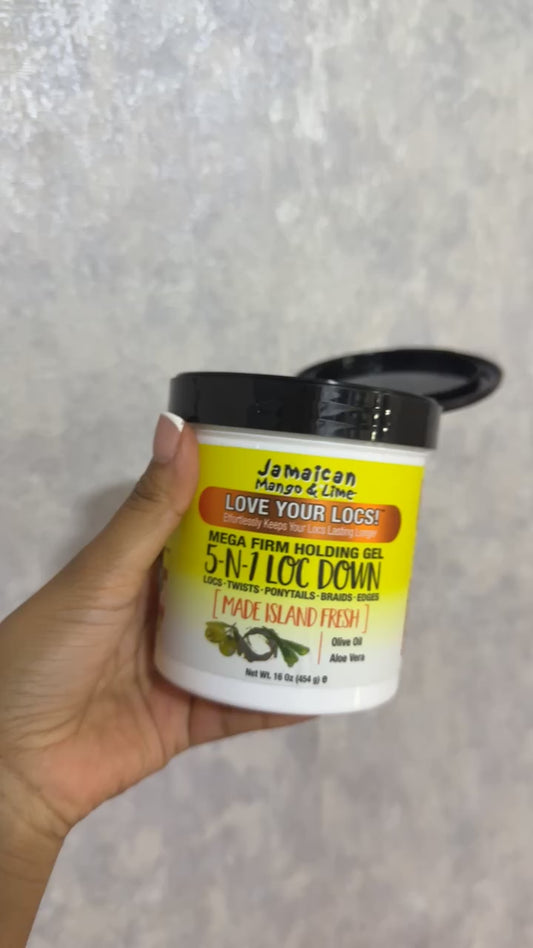 Jamaican
Mango & Lime
LOVE YOUR LOCS!™
Effortlessly Keeps Your Locs Lasting Longer
MEGA FIRM HOLDING GEL
5-N-1 LOC DOWN
LOCS · TWISTS · PONYTAILS · BRAIDS · EDGES
[MADE ISLAND FRESH]
Olive Oil
Aloe Vera
Net Wt. 16 Oz (454 g) e